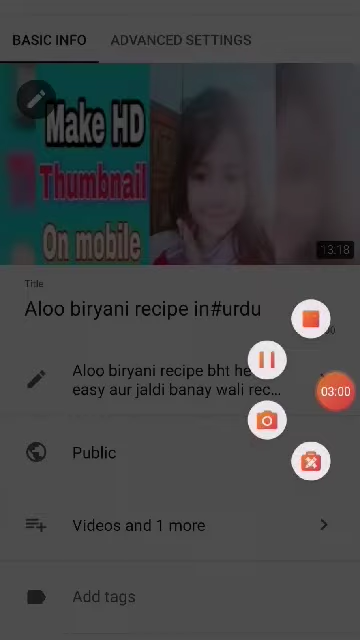 BASIC INFO ADVANCED SETTINGS
Make HD
Thumbnail
On mobile
13:18
Title
Aloo biryani recipe in#urdu
Aloo biryani recipe bht
easy aur jaldi banay wali rec...
03:00
Public
Videos and 1 more
Add tags